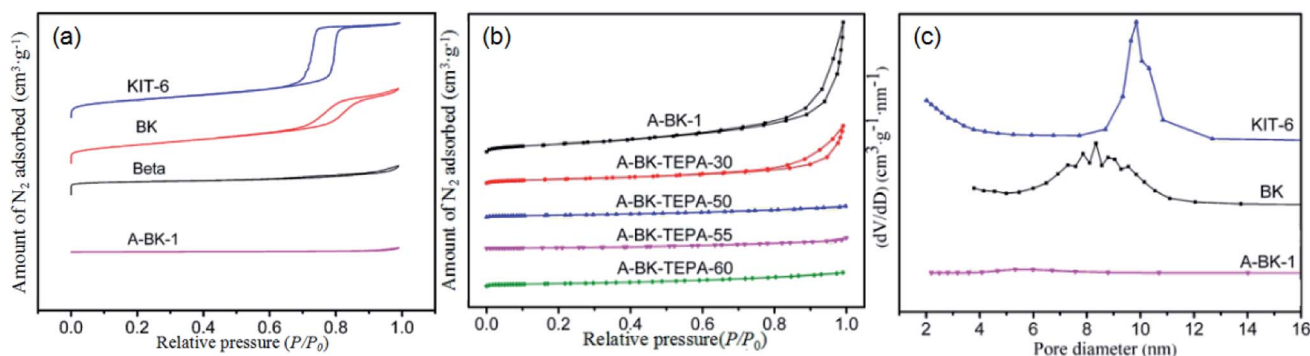 (a)
Amount of N2 adsorbed (cm3·g-1)
KIT-6
BK
Beta
A-BK-1
0.0 0.2 0.4 0.6 0.8 1.0
Relative pressure (P/P0)
(b)
Amount of N2 adsorbed (cm3·g-1)
A-BK-1
A-BK-TEPA-30
A-BK-TEPA-50
A-BK-TEPA-55
A-BK-TEPA-60
0.0 0.2 0.4 0.6 0.8 1.0
Relative pressure(P/P0)
(c)
(dV/dD) (cm3·g-1·nm-1)
KIT-6
BK
A-BK-1
2 4 6 8 10 12 14 16
Pore diameter (nm)